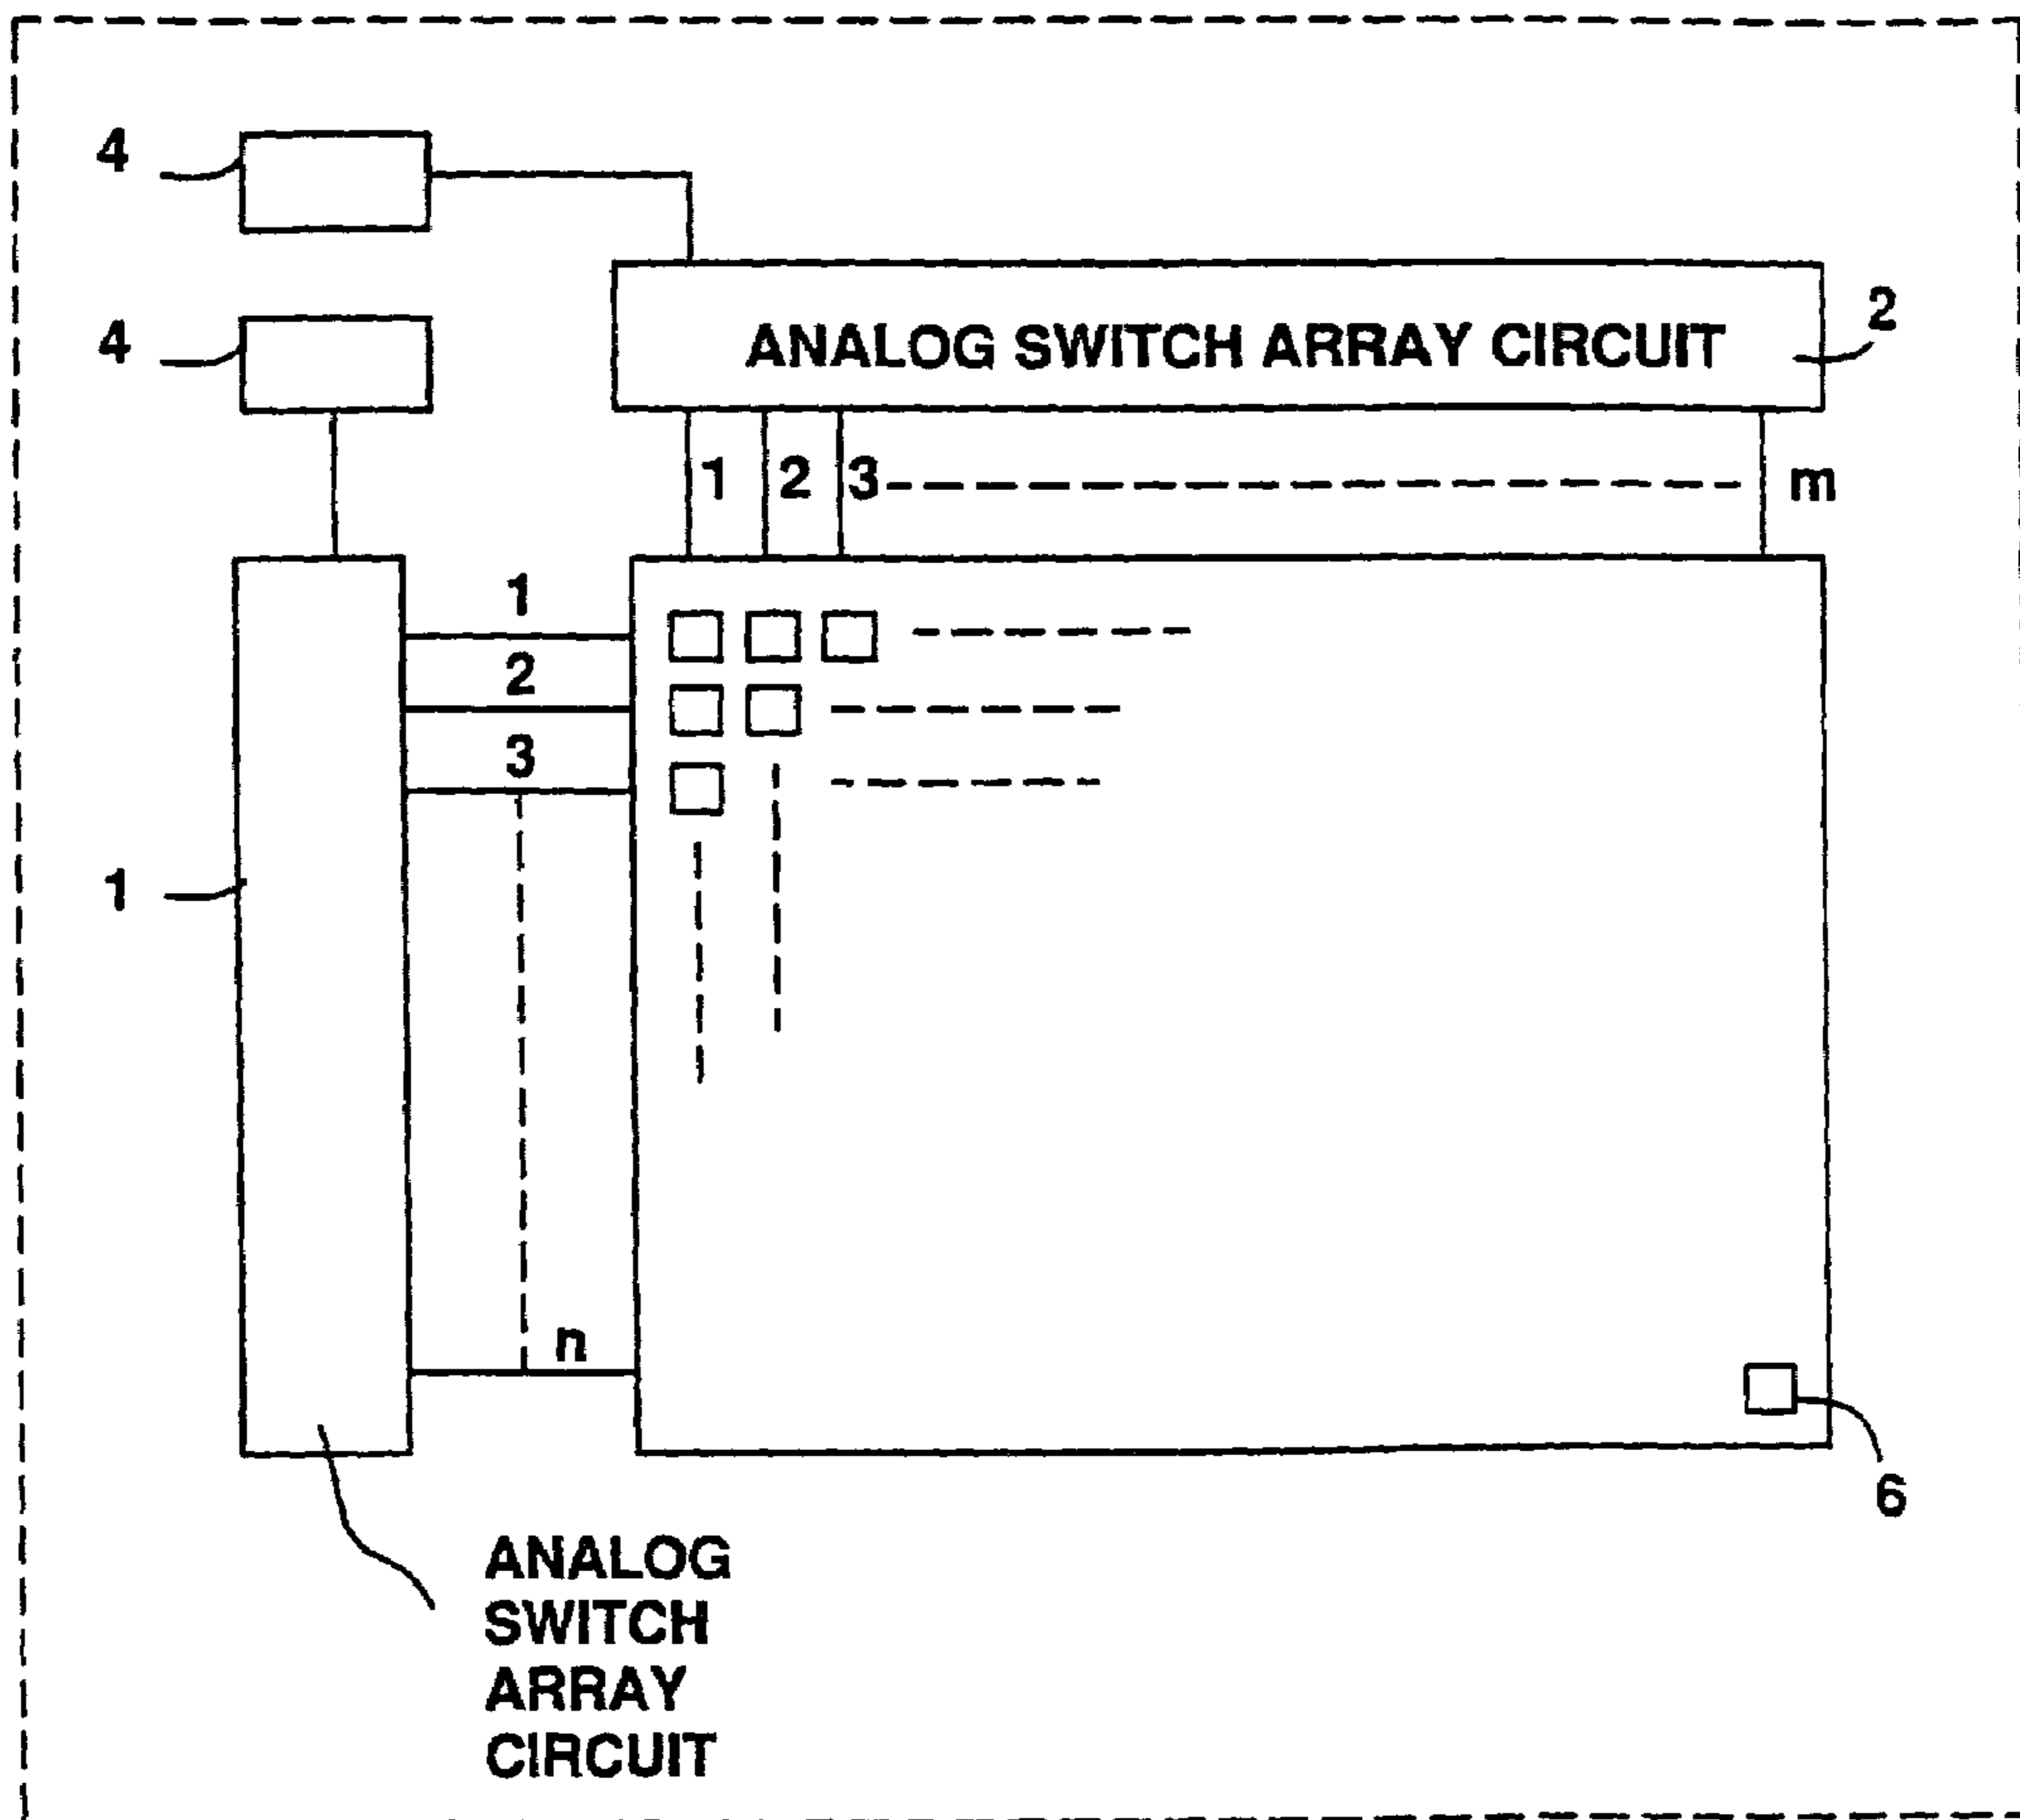 4
4
ANALOG SWITCH ARRAY CIRCUIT
2
1 2 3 m
1
2
3
1
n
6
ANALOG
SWITCH
ARRAY
CIRCUIT